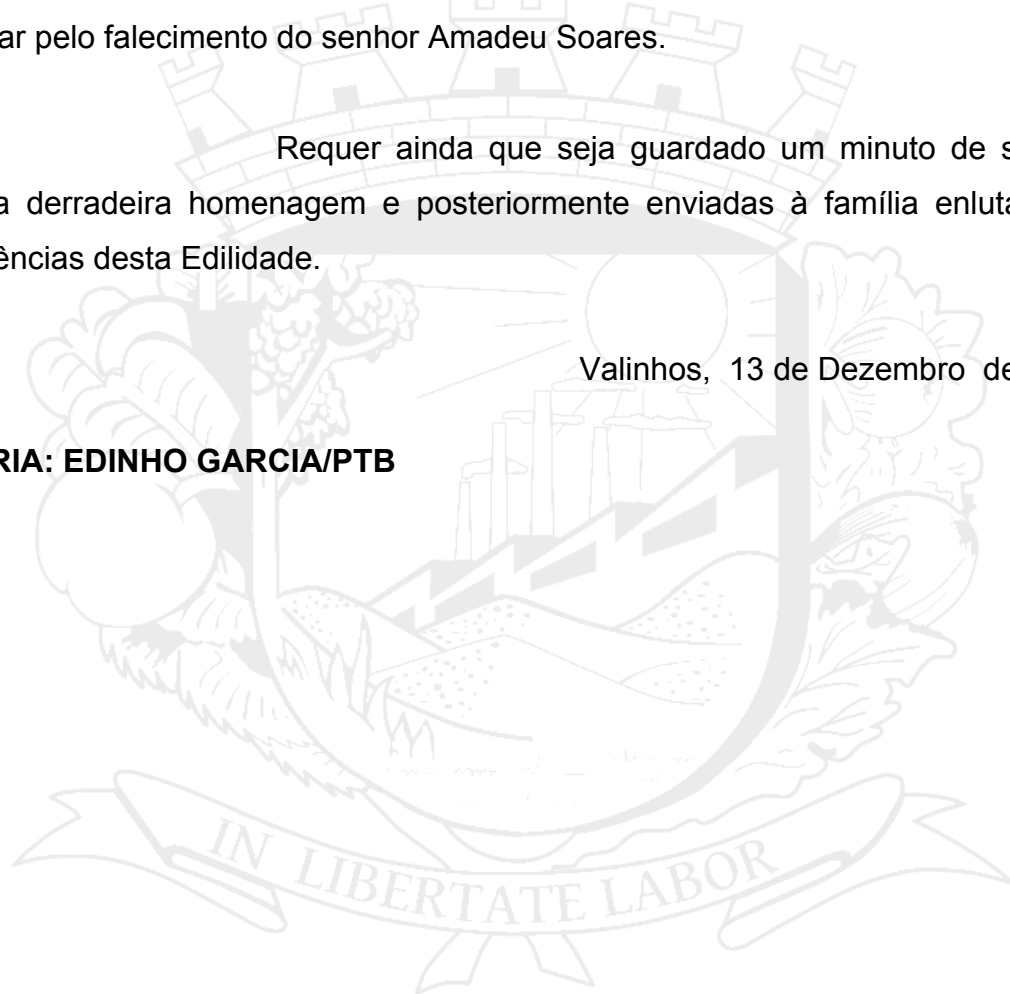 ar pelo falecimento do senhor Amadeu Soares.
Requer ainda que seja guardado um minuto de s
a derradeira homenagem e posteriormente enviadas à família enluta
ências desta Edilidade.
Valinhos, 13 de Dezembro de
RIA: EDINHO GARCIA/PTB
IN LIBERTATE LABOR